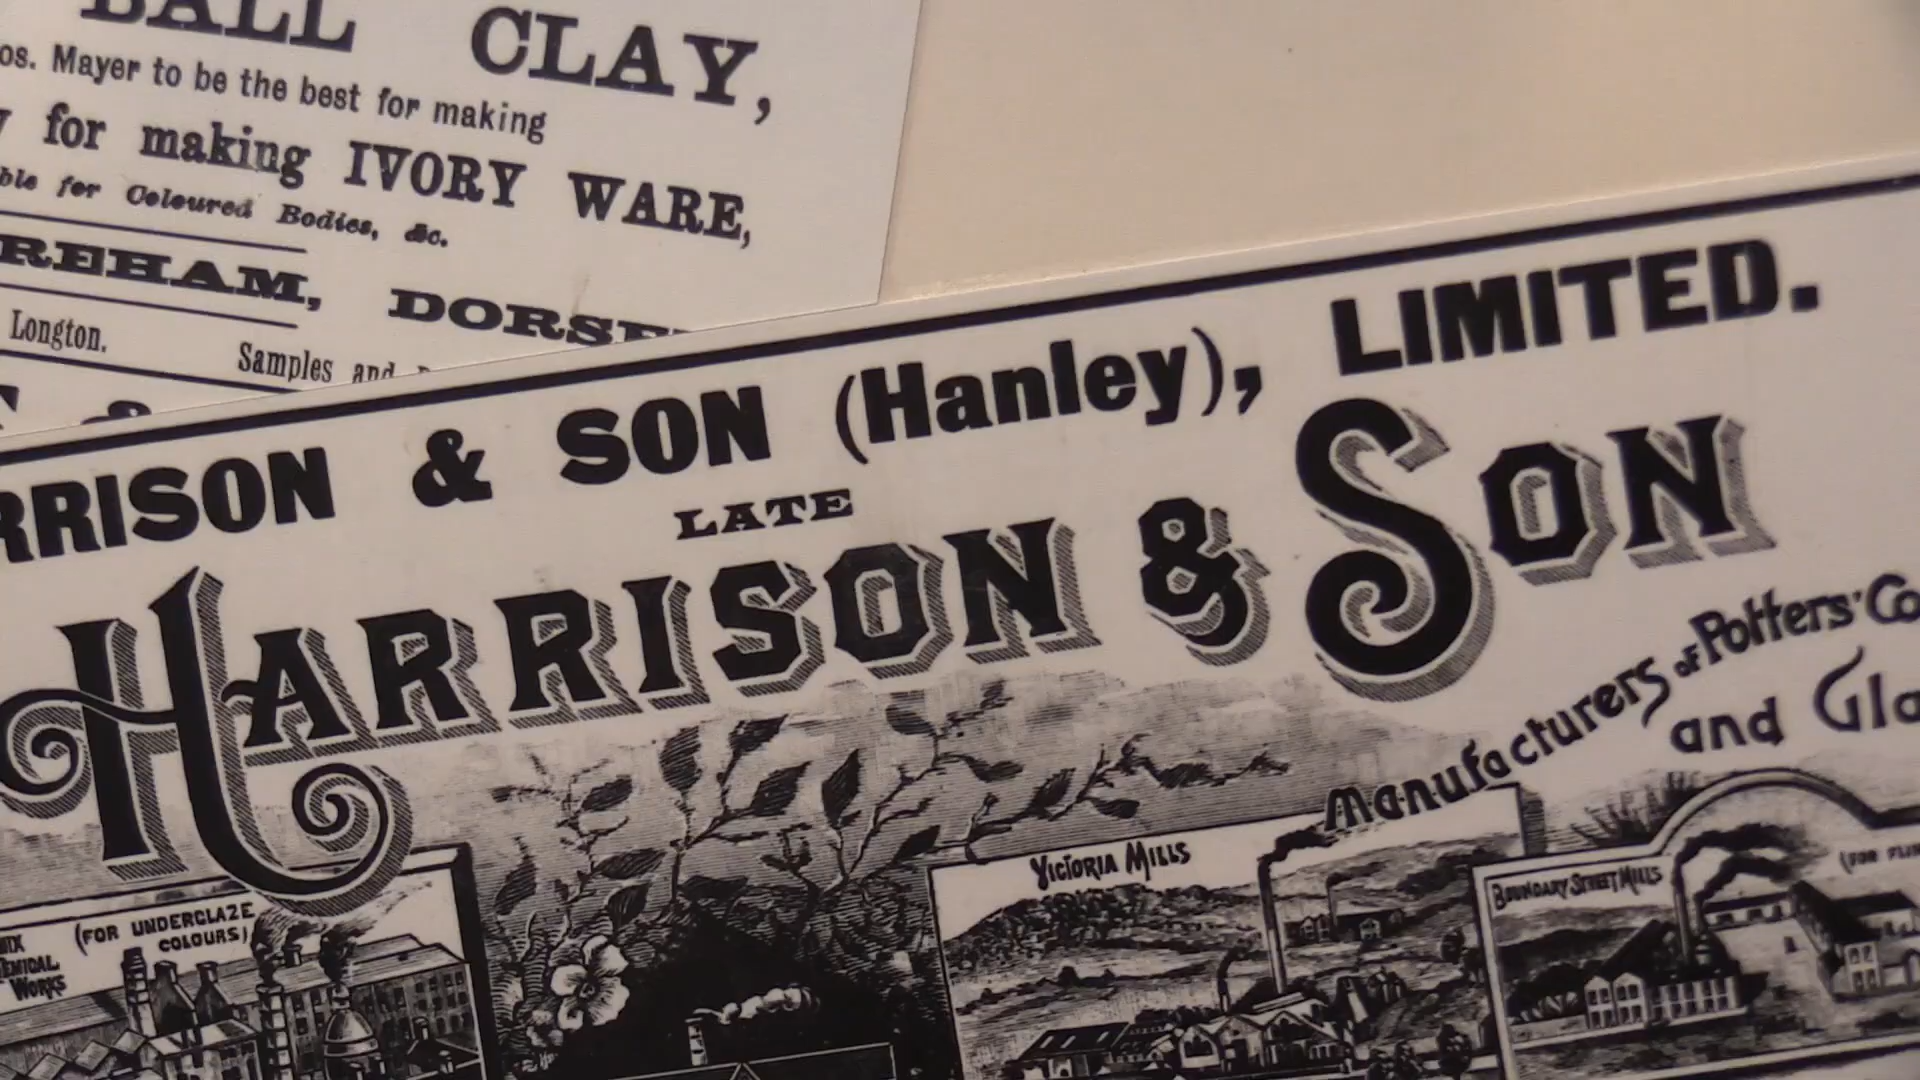 BALL CLAY,
os. Mayer to be the best for making
for making IVORY WARE,
ble for Coloured Bodies, &c.
REHAM, DORSE
Longton. Samples and
&
RRISON & SON (Hanley), LIMITED.
LATE
HARRISON & SON
Manufacturers OF Potters' Co
and Gla
(FOR UNDERGLAZE
COLOURS)
EMICAL
WORKS
VICTORIA MILLS
BOUNDARY STREET MILLS
(FOR FLIN